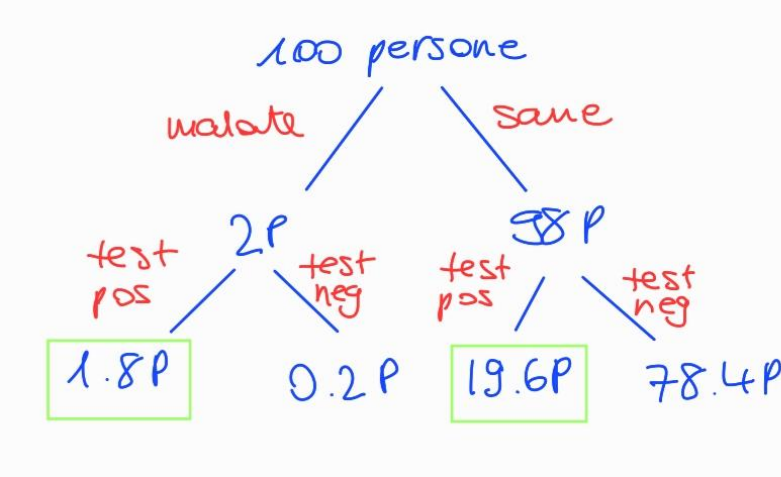 100 persone
malate
sane
2P
98 P
test pos
test neg
test pos
test neg
1.8P
0.2P
19.6P
78.4P